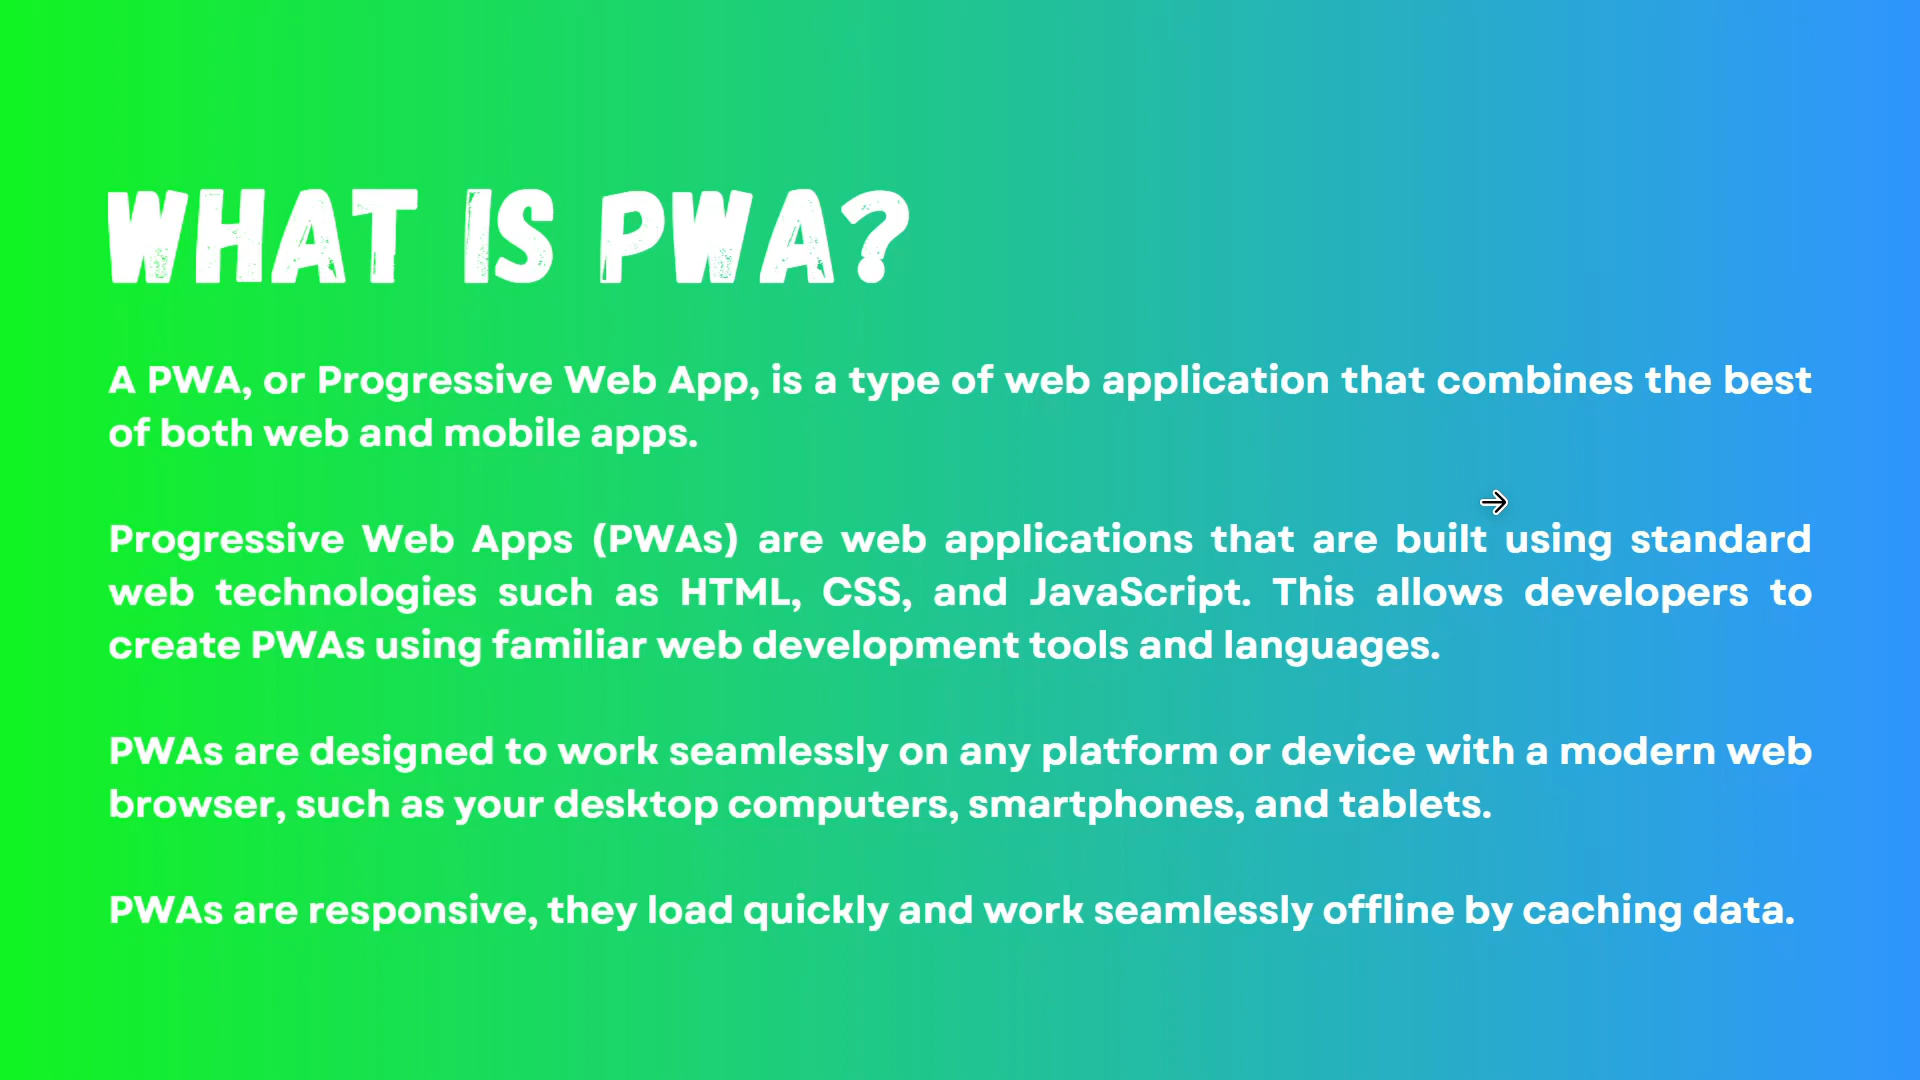 WHAT IS PWA?
A PWA, or Progressive Web App, is a type of web application that combines the best
of both web and mobile apps.
Progressive Web Apps (PWAs) are web applications that are built using standard
web technologies such as HTML, CSS, and JavaScript. This allows developers to
create PWAs using familiar web development tools and languages.
PWAs are designed to work seamlessly on any platform or device with a modern web
browser, such as your desktop computers, smartphones, and tablets.
PWAs are responsive, they load quickly and work seamlessly offline by caching data.